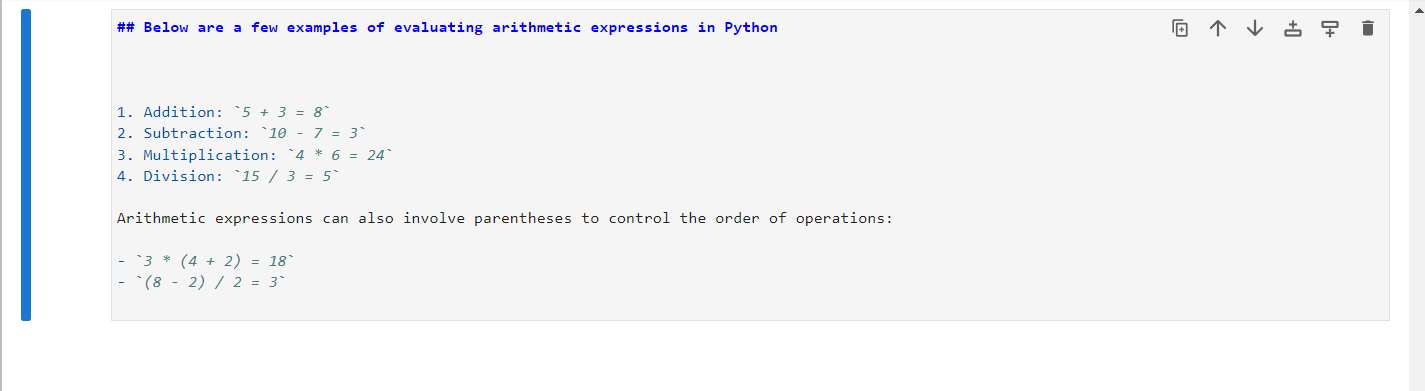 ## Below are a few examples of evaluating arithmetic expressions in Python
1. Addition: `5 + 3 = 8`
2. Subtraction: `10 - 7 = 3`
3. Multiplication: `4 * 6 = 24`
4. Division: `15 / 3 = 5`
Arithmetic expressions can also involve parentheses to control the order of operations:
- `3 * (4 + 2) = 18`
- `(8 - 2) / 2 = 3`